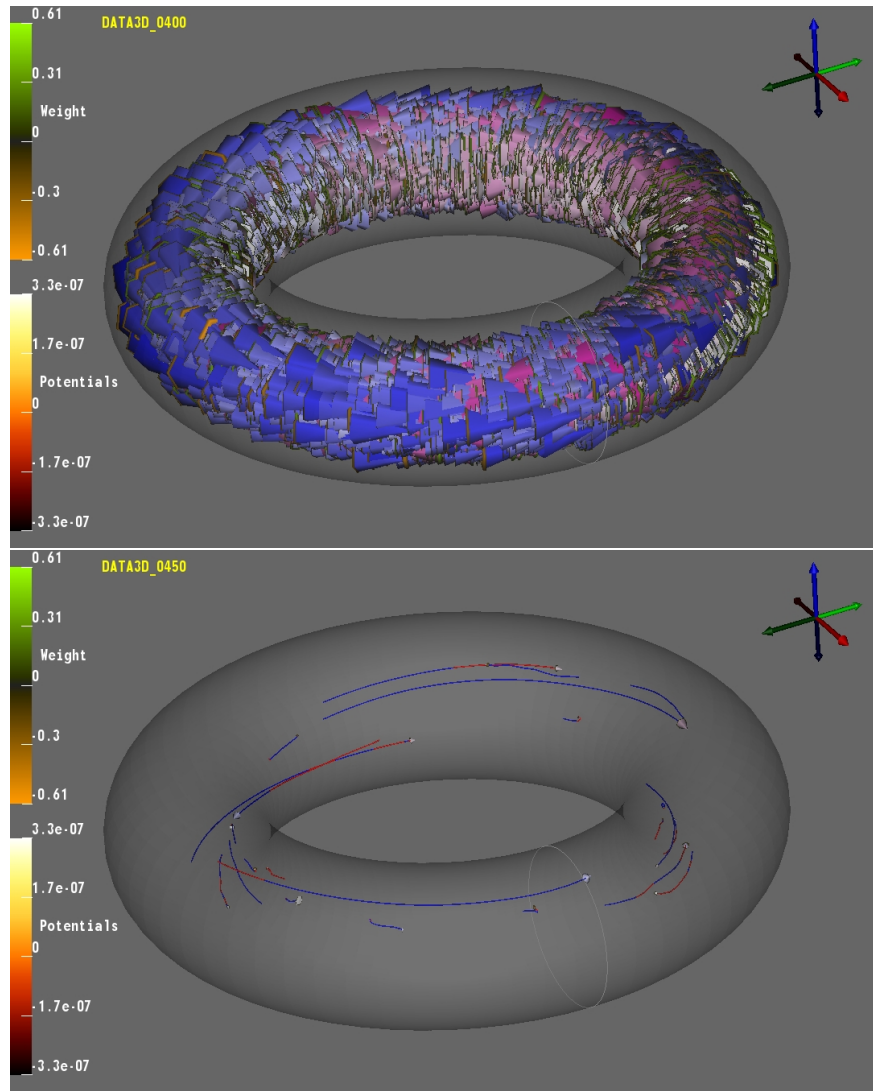 0.61
DATA3D_0400
0.31
Weight
0
-0.3
-0.61
3.3e-07
1.7e-07
Potentials
0
-1.7e-07
-3.3e-07
0.61
DATA3D_0450
0.31
Weight
0
-0.3
-0.61
3.3e-07
1.7e-07
Potentials
0
-1.7e-07
-3.3e-07